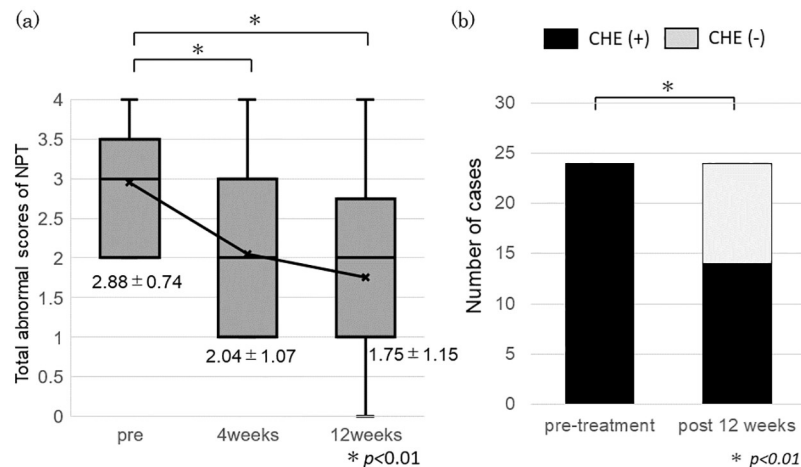 (a)
*
*
Total abnormal scores of NPT
4
3.5
3
2.5
2
1.5
1
0.5
0
2.88±0.74
2.04±1.07
1.75±1.15
pre
4weeks
12weeks
* p<0.01
(b)
CHE (+)
CHE (-)
*
Number of cases
30
25
20
15
10
5
0
pre-treatment
post 12 weeks
* p<0.01